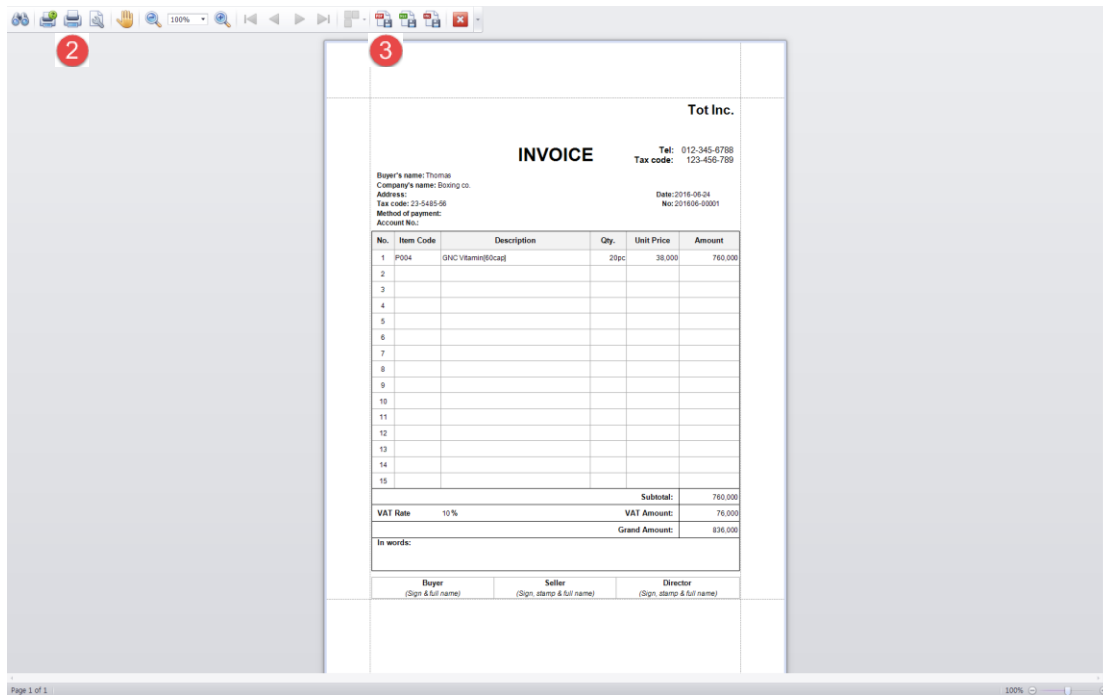 100%
2
3
Tot Inc.
INVOICE
Tel: 012-345-6788
Tax code: 123-456-789
Buyer's name: Thomas
Company's name: Boxing co.
Address:
Date:2016-06-24
Tax code: 23-5485-56
No:201606-00001
Method of payment:
Account No.:
No. Item Code Description Qty. Unit Price Amount
1 P004 GNC Vitamin(60cap) 20pc 38,000 760,000
2
3
4
5
6
7
8
9
10
11
12
13
14
15
Subtotal: 760,000
VAT Rate 10 % VAT Amount: 76,000
Grand Amount: 836,000
In words:
Buyer Seller Director
(Sign & full name) (Sign, stamp & full name) (Sign, stamp & full name)
Page 1 of 1 100%